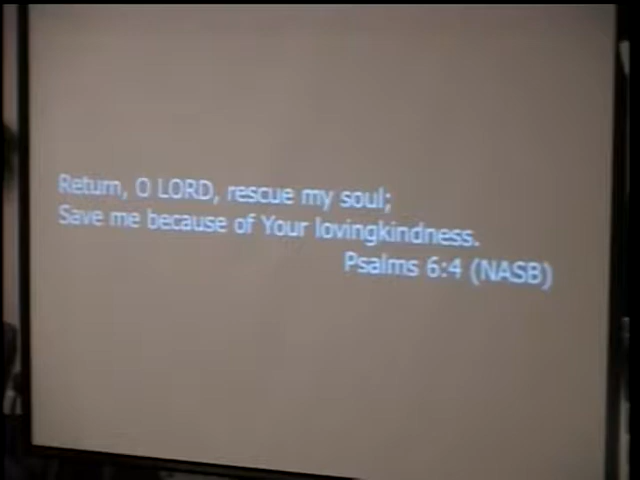 Return, O LORD, rescue my soul;
Save me because of Your lovingkindness.
Psalms 6:4 (NASB)